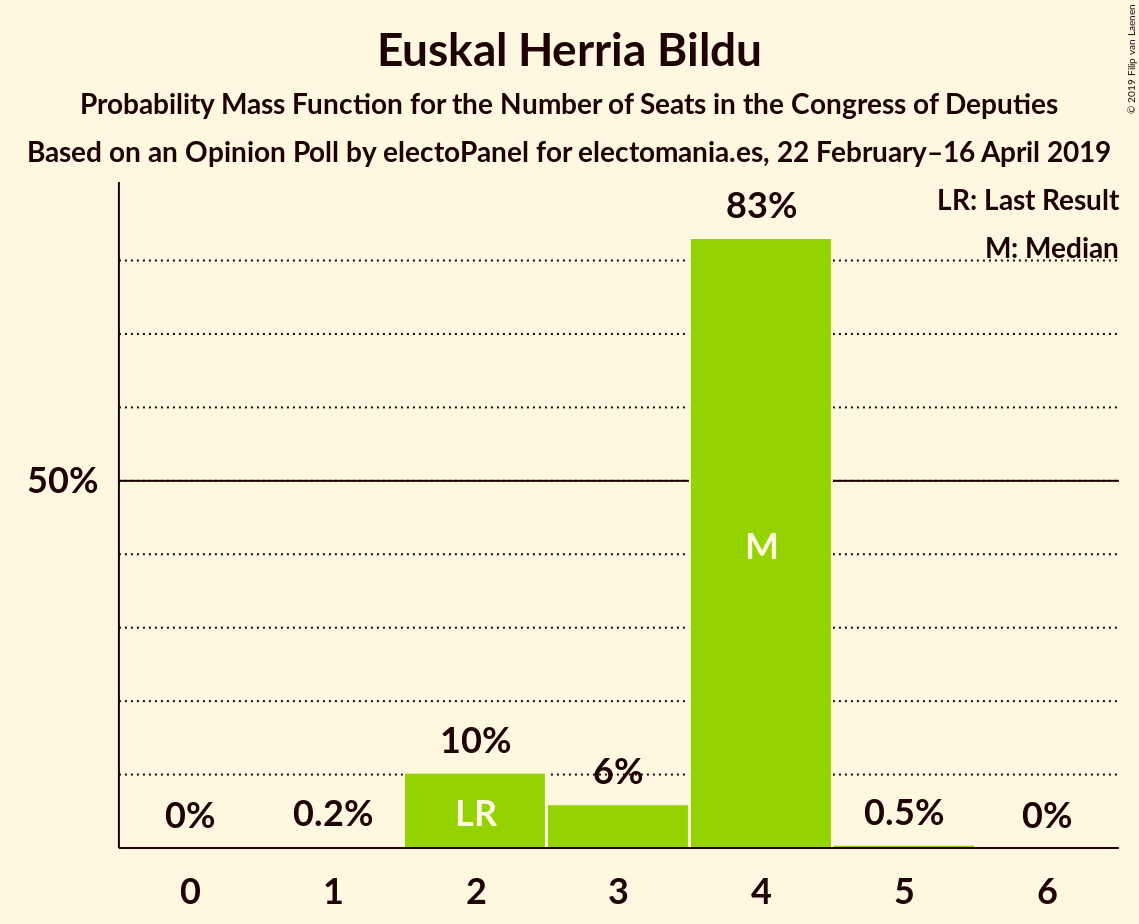 Euskal Herria Bildu
Probability Mass Function for the Number of Seats in the Congress of Deputies
Based on an Opinion Poll by electoPanel for electomania.es, 22 February–16 April 2019
© 2019 Filip van Laenen
LR: Last Result
M: Median
83%
50%
M
10%
6%
0%
0.2%
LR
0.5%
0%
0 1 2 3 4 5 6